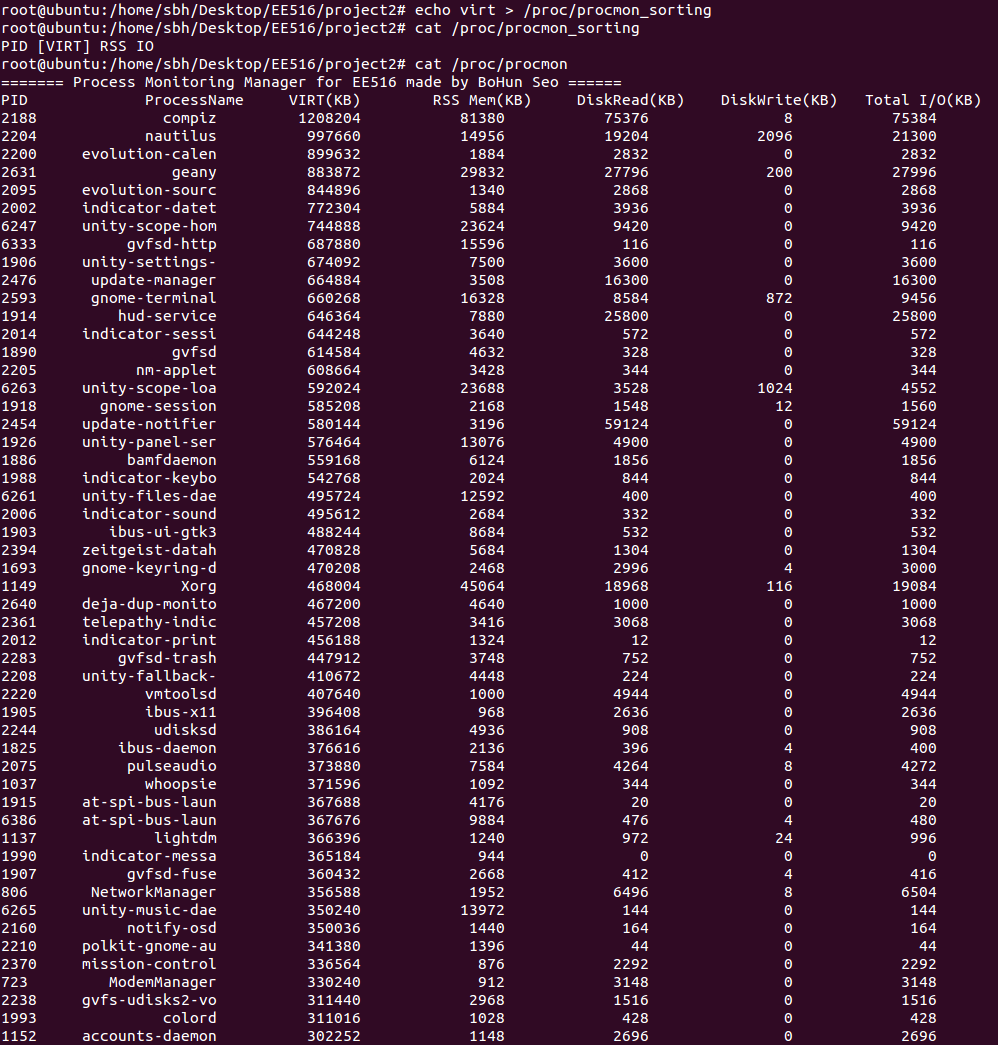 root@ubuntu:/home/sbh/Desktop/EE516/project2# echo virt > /proc/procmon_sorting
root@ubuntu:/home/sbh/Desktop/EE516/project2# cat /proc/procmon_sorting
PID [VIRT] RSS IO
root@ubuntu:/home/sbh/Desktop/EE516/project2# cat /proc/procmon
======= Process Monitoring Manager for EE516 made by BoHun Seo ======
PID ProcessName VIRT(KB) RSS Mem(KB) DiskRead(KB) DiskWrite(KB) Total I/O(KB)
2188 compiz 1208204 81380 75376 8 75384
2204 nautilus 997660 14956 19204 2096 21300
2200 evolution-calen 899632 1884 2832 0 2832
2631 geany 883872 29832 27796 200 27996
2095 evolution-sourc 844896 1340 2868 0 2868
2002 indicator-datet 772304 5884 3936 0 3936
6247 unity-scope-hom 744888 23624 9420 0 9420
6333 gvfsd-http 687880 15596 116 0 116
1906 unity-settings- 674092 7500 3600 0 3600
2476 update-manager 664884 3508 16300 0 16300
2593 gnome-terminal 660268 16328 8584 872 9456
1914 hud-service 646364 7880 25800 0 25800
2014 indicator-sessi 644248 3640 572 0 572
1890 gvfsd 614584 4632 328 0 328
2205 nm-applet 608664 3428 344 0 344
6263 unity-scope-loa 592024 23688 3528 1024 4552
1918 gnome-session 585208 2168 1548 12 1560
2454 update-notifier 580144 3196 59124 0 59124
1926 unity-panel-ser 576464 13076 4900 0 4900
1886 bamfdaemon 559168 6124 1856 0 1856
1988 indicator-keybo 542768 2024 844 0 844
6261 unity-files-dae 495724 12592 400 0 400
2006 indicator-sound 495612 2684 332 0 332
1903 ibus-ui-gtk3 488244 8684 532 0 532
2394 zeitgeist-datah 470828 5684 1304 0 1304
1693 gnome-keyring-d 470208 2468 2996 4 3000
1149 Xorg 468004 45064 18968 116 19084
2640 deja-dup-monito 467200 4640 1000 0 1000
2361 telepathy-indic 457208 3416 3068 0 3068
2012 indicator-print 456188 1324 12 0 12
2283 gvfsd-trash 447912 3748 752 0 752
2208 unity-fallback- 410672 4448 224 0 224
2220 vmtoolsd 407640 1000 4944 0 4944
1905 ibus-x11 396408 968 2636 0 2636
2244 udisksd 386164 4936 908 0 908
1825 ibus-daemon 376616 2136 396 4 400
2075 pulseaudio 373880 7584 4264 8 4272
1037 whoopsie 371596 1092 344 0 344
1915 at-spi-bus-laun 367688 4176 20 0 20
6386 at-spi-bus-laun 367676 9884 476 4 480
1137 lightdm 366396 1240 972 24 996
1990 indicator-messa 365184 944 0 0 0
1907 gvfsd-fuse 360432 2668 412 4 416
806 NetworkManager 356588 1952 6496 8 6504
6265 unity-music-dae 350240 13972 144 0 144
2160 notify-osd 350036 1440 164 0 164
2210 polkit-gnome-au 341380 1396 44 0 44
2370 mission-control 336564 876 2292 0 2292
723 ModemManager 330240 912 3148 0 3148
2238 gvfs-udisks2-vo 311440 2968 1516 0 1516
1993 colord 311016 1028 428 0 428
1152 accounts-daemon 302252 1148 2696 0 2696